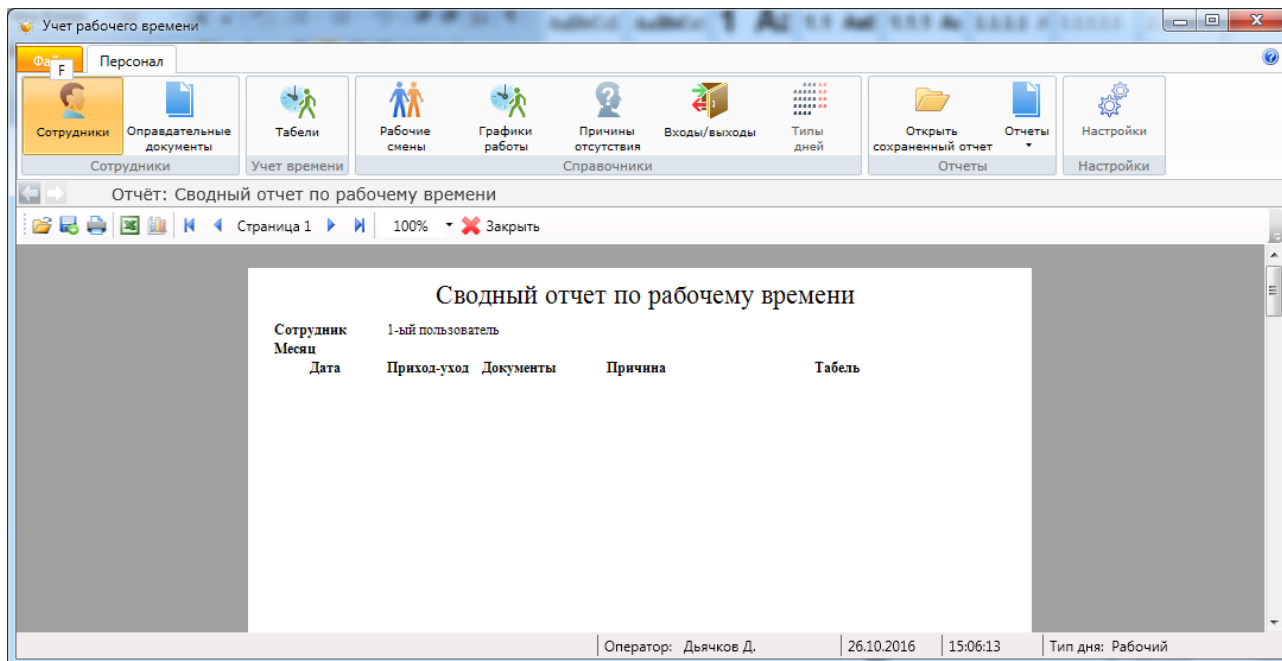 Учет рабочего времени
F
Персонал
Сотрудники
Оправдательные документы
Табели
Рабочие смены
Графики работы
Причины отсутствия
Входы/выходы
Типы дней
Открыть сохраненный отчет
Отчеты
Настройки
Сотрудники
Учет времени
Справочники
Отчеты
Настройки
Отчёт: Сводный отчет по рабочему времени
Страница 1
100%
Закрыть
Сводный отчет по рабочему времени
Сотрудник 1-ый пользователь
Месяц
Дата Приход-уход Документы Причина Табель
Оператор: Дьячков Д. 26.10.2016 15:06:13 Тип дня: Рабочий